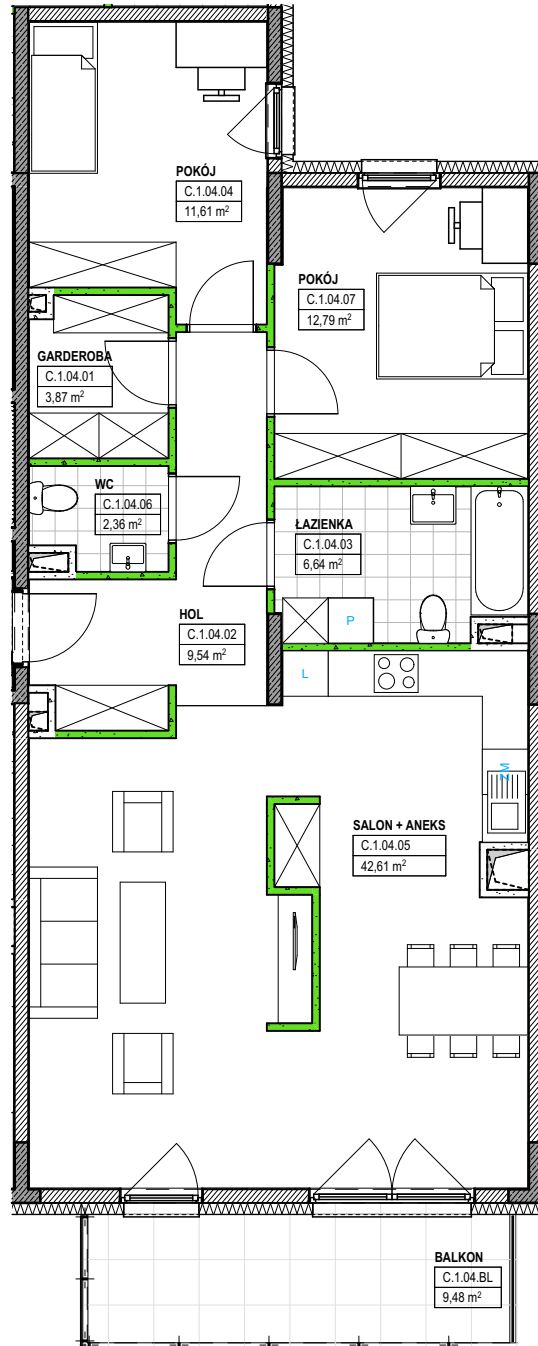 POKÓJ
C.1.04.04
11,61 m²
POKÓJ
C.1.04.07
12,79 m²
GARDEROBA
C.1.04.01
3,87 m²
WC
C.1.04.06
2,36 m²
ŁAZIENKA
C.1.04.03
6,64 m²
P
HOL
C.1.04.02
9,54 m²
L
ZM
SALON + ANEKS
C.1.04.05
42,61 m²
BALKON
C.1.04.BL
9,48 m²